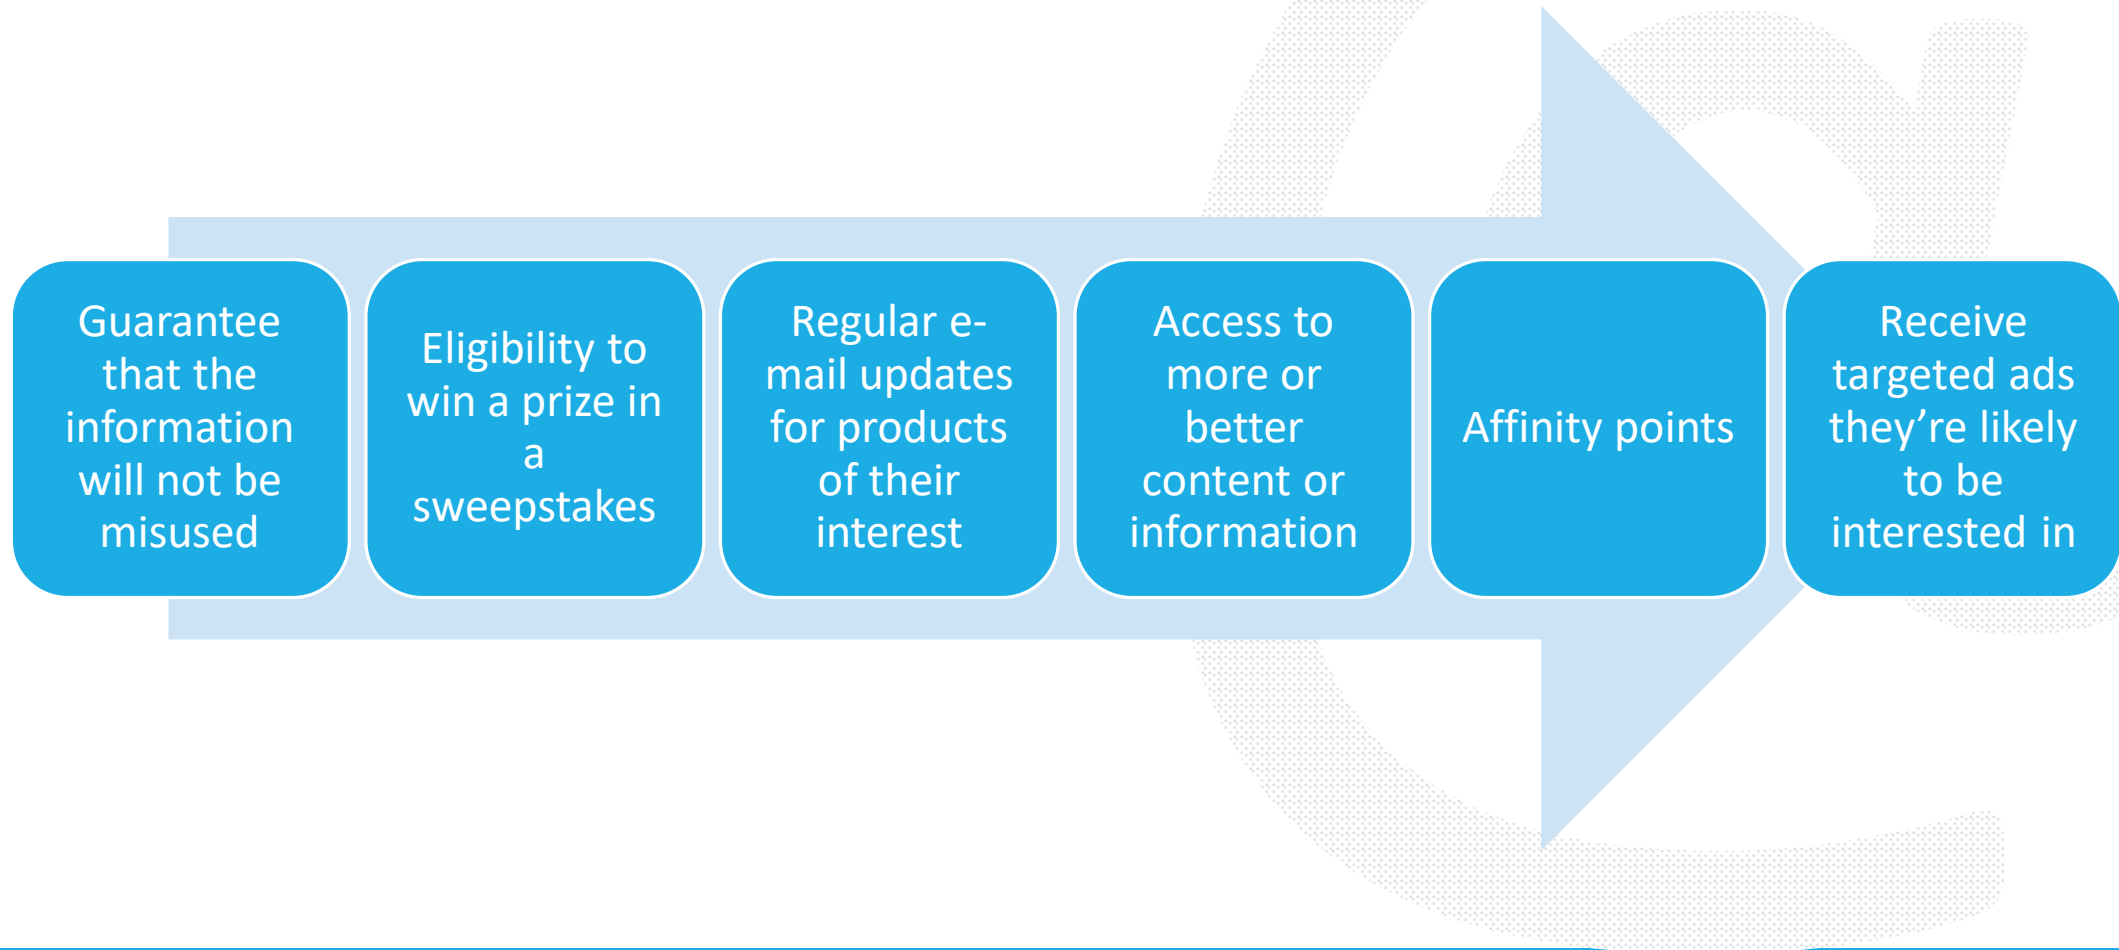 Guarantee
that the
information
will not be
misused
Eligibility to
win a prize in
a
sweepstakes
Regular e-
mail updates
for products
of their
interest
Access to
more or
better
content or
information
Affinity points
Receive
targeted ads
they’re likely
to be
interested in